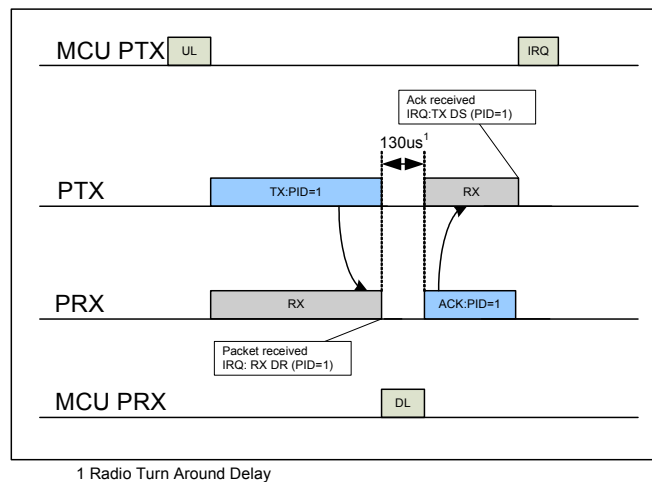 MCU PTX
UL
IRQ
Ack received
IRQ:TX DS (PID=1)
130us1
PTX
TX:PID=1
RX
PRX
RX
ACK:PID=1
Packet received
IRQ: RX DR (PID=1)
MCU PRX
DL
1 Radio Turn Around Delay